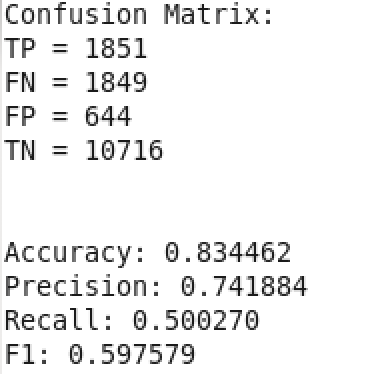 Confusion Matrix:
TP = 1851
FN = 1849
FP = 644
TN = 10716
Accuracy: 0.834462
Precision: 0.741884
Recall: 0.500270
F1: 0.597579